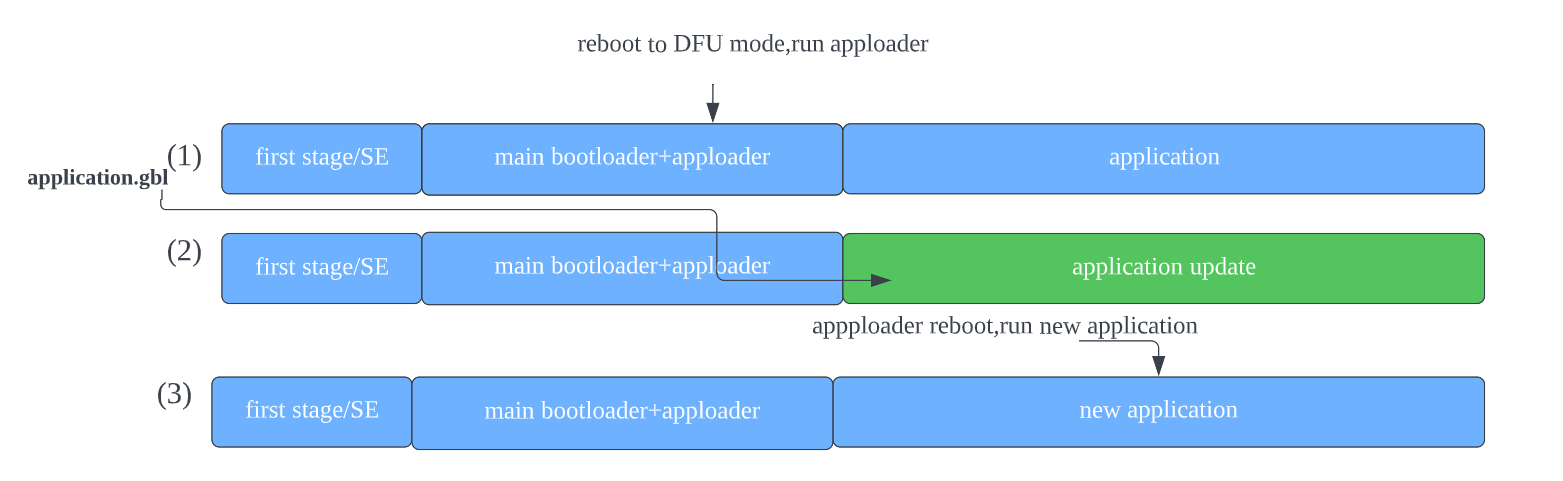 reboot to DFU mode,run apploader
(1)
first stage/SE
main bootloader+apploader
application
application.gbl
(2)
first stage/SE
main bootloader+apploader
application update
appploader reboot,run new application
(3)
first stage/SE
main bootloader+apploader
new application